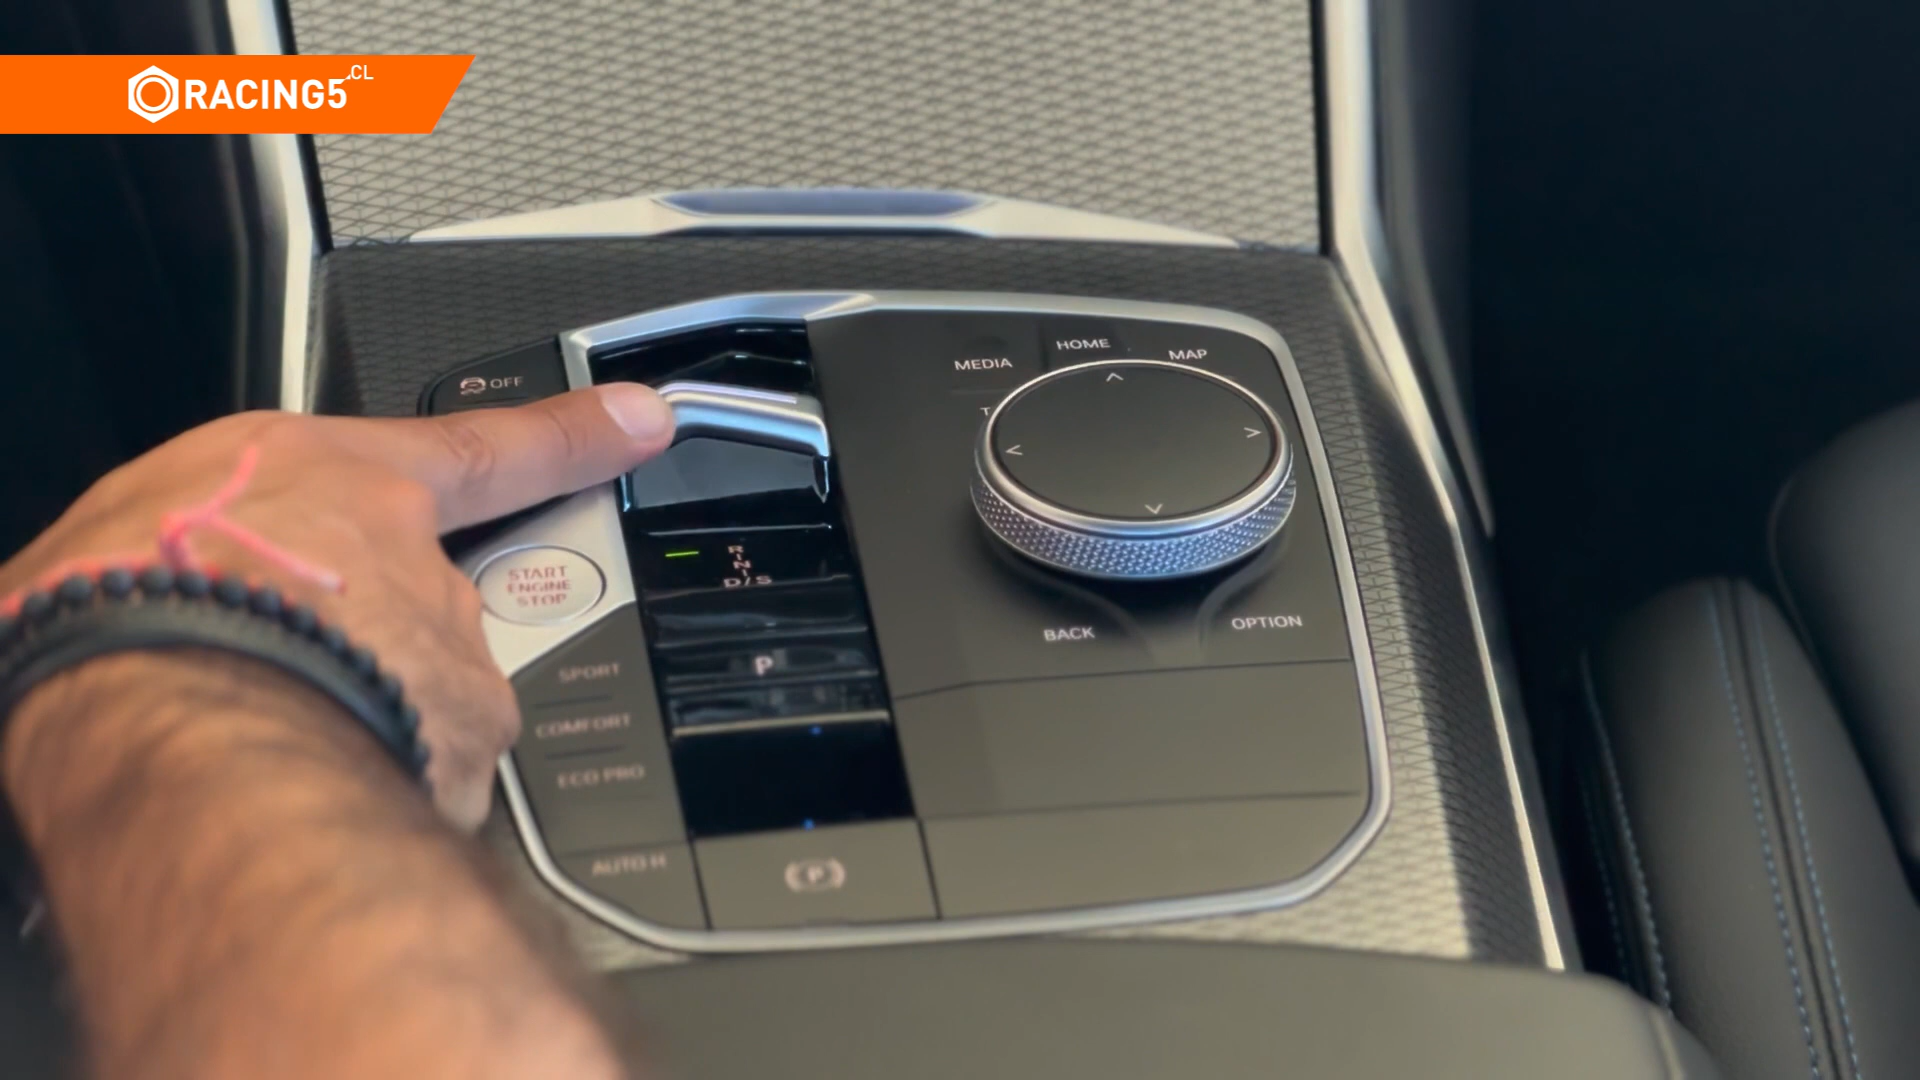 RACING5.CL
OFF
MEDIA
HOME
MAP
START
ENGINE
STOP
R
N
D/S
P
BACK
OPTION
SPORT
COMFORT
ECO PRO
AUTO H
P